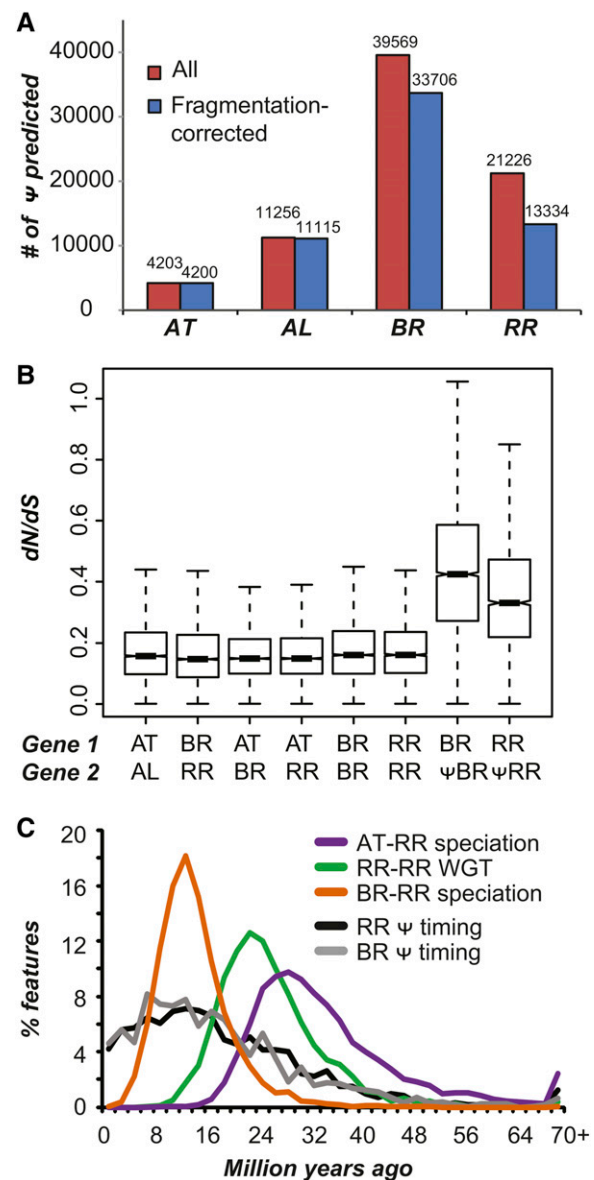 A
# of Ψ predicted
40000
30000
20000
10000
0
All
Fragmentation-
corrected
4203
4200
11256
11115
39569
33706
21226
13334
AT AL BR RR
B
dN/dS
1.0
0.8
0.6
0.4
0.2
0.0
Gene 1 AT BR AT AT BR RR BR RR
Gene 2 AL RR BR RR BR RR ΨBR ΨRR
C
% features
20
16
12
8
4
0
AT-RR speciation
RR-RR WGT
BR-RR speciation
RR Ψ timing
BR Ψ timing
0 8 16 24 32 40 48 56 64 70+
Million years ago